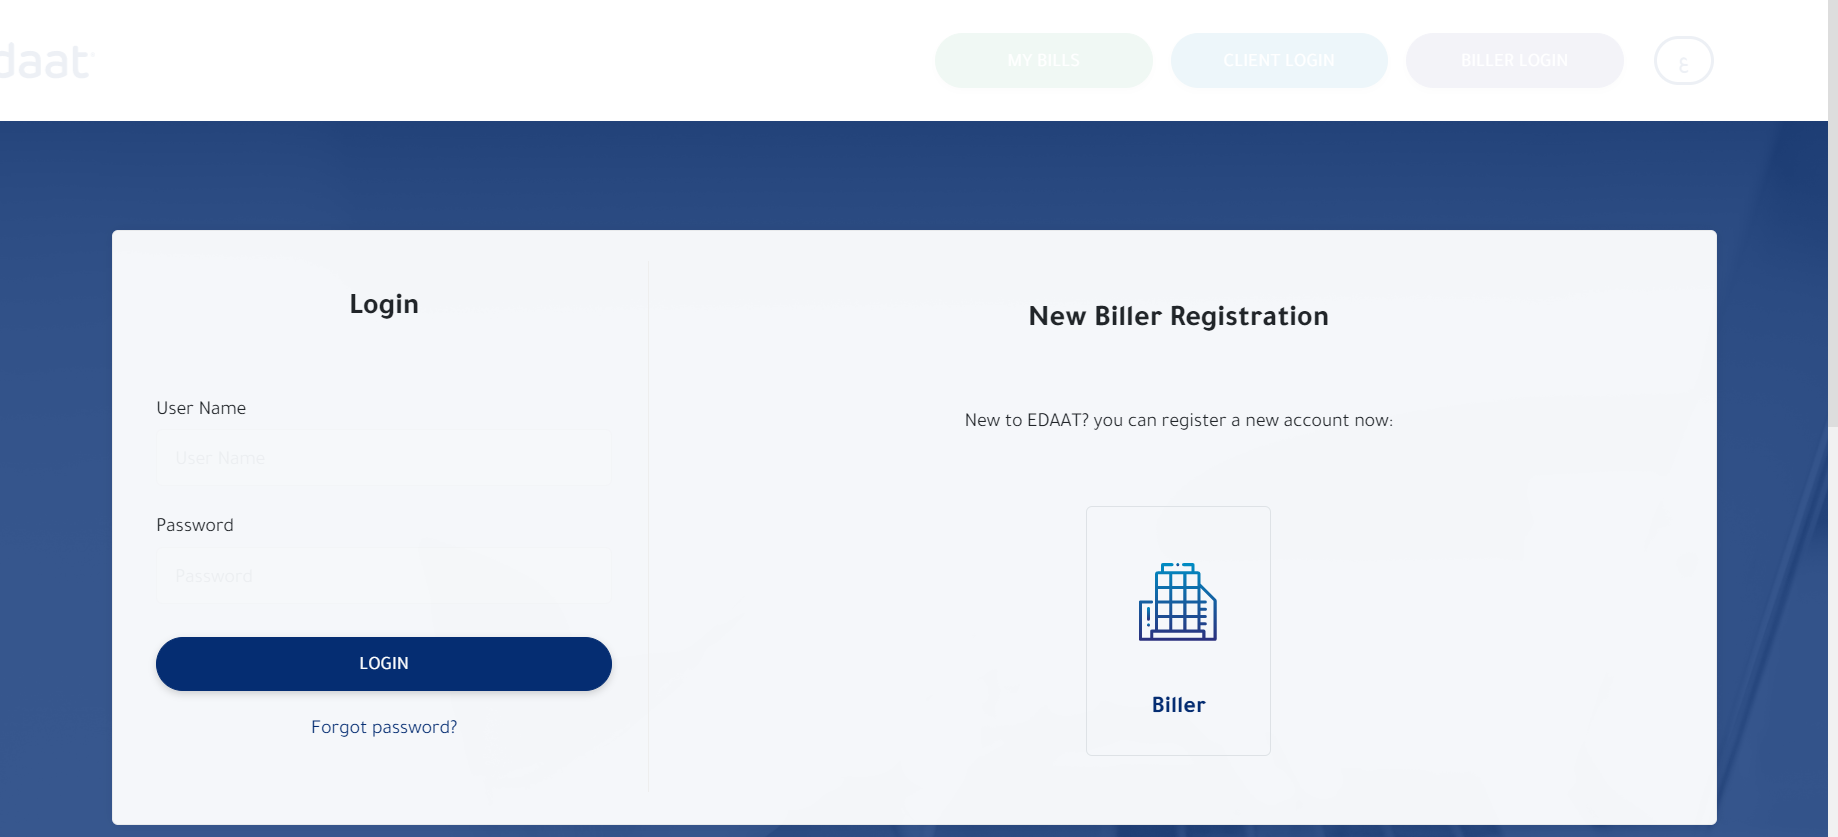 daat
MY BILLS
CLIENT LOGIN
BILLER LOGIN
ع
Login
User Name
User Name
Password
Password
LOGIN
Forgot password?
New Biller Registration
New to EDAAT? you can register a new account now:
Biller